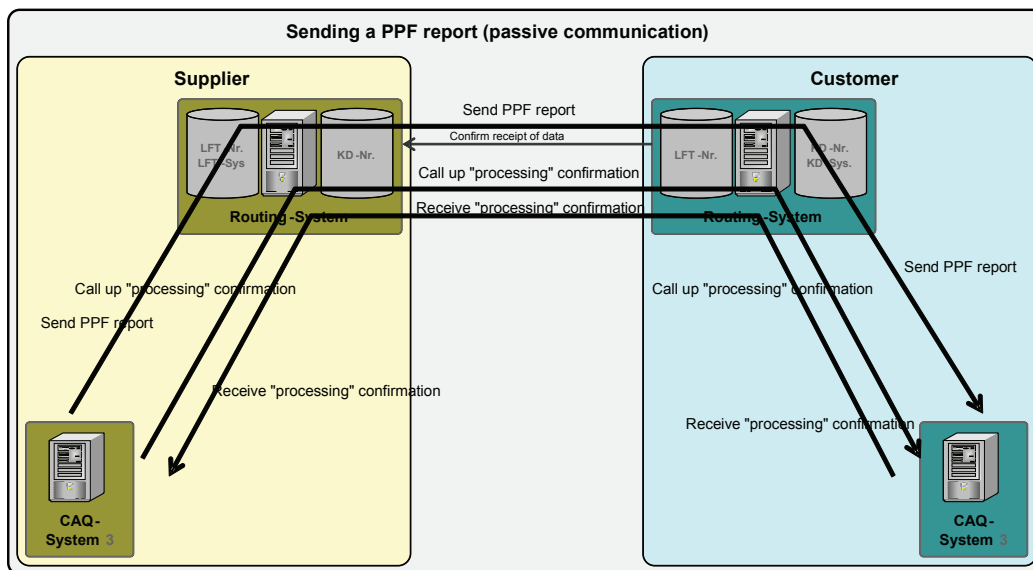 Sending a PPF report (passive communication)
Supplier
Customer
Send PPF report
Confirm receipt of data
LFT -Nr.
LFT -Sys
KD -Nr.
LFT -Nr.
KD -Nr.
KD -Sys.
Call up "processing" confirmation
Receive "processing" confirmation
Routing -System
Routing -System
Send PPF report
Call up "processing" confirmation
Call up "processing" confirmation
Send PPF report
Receive "processing" confirmation
Receive "processing" confirmation
CAQ-
System 3
CAQ-
System 3